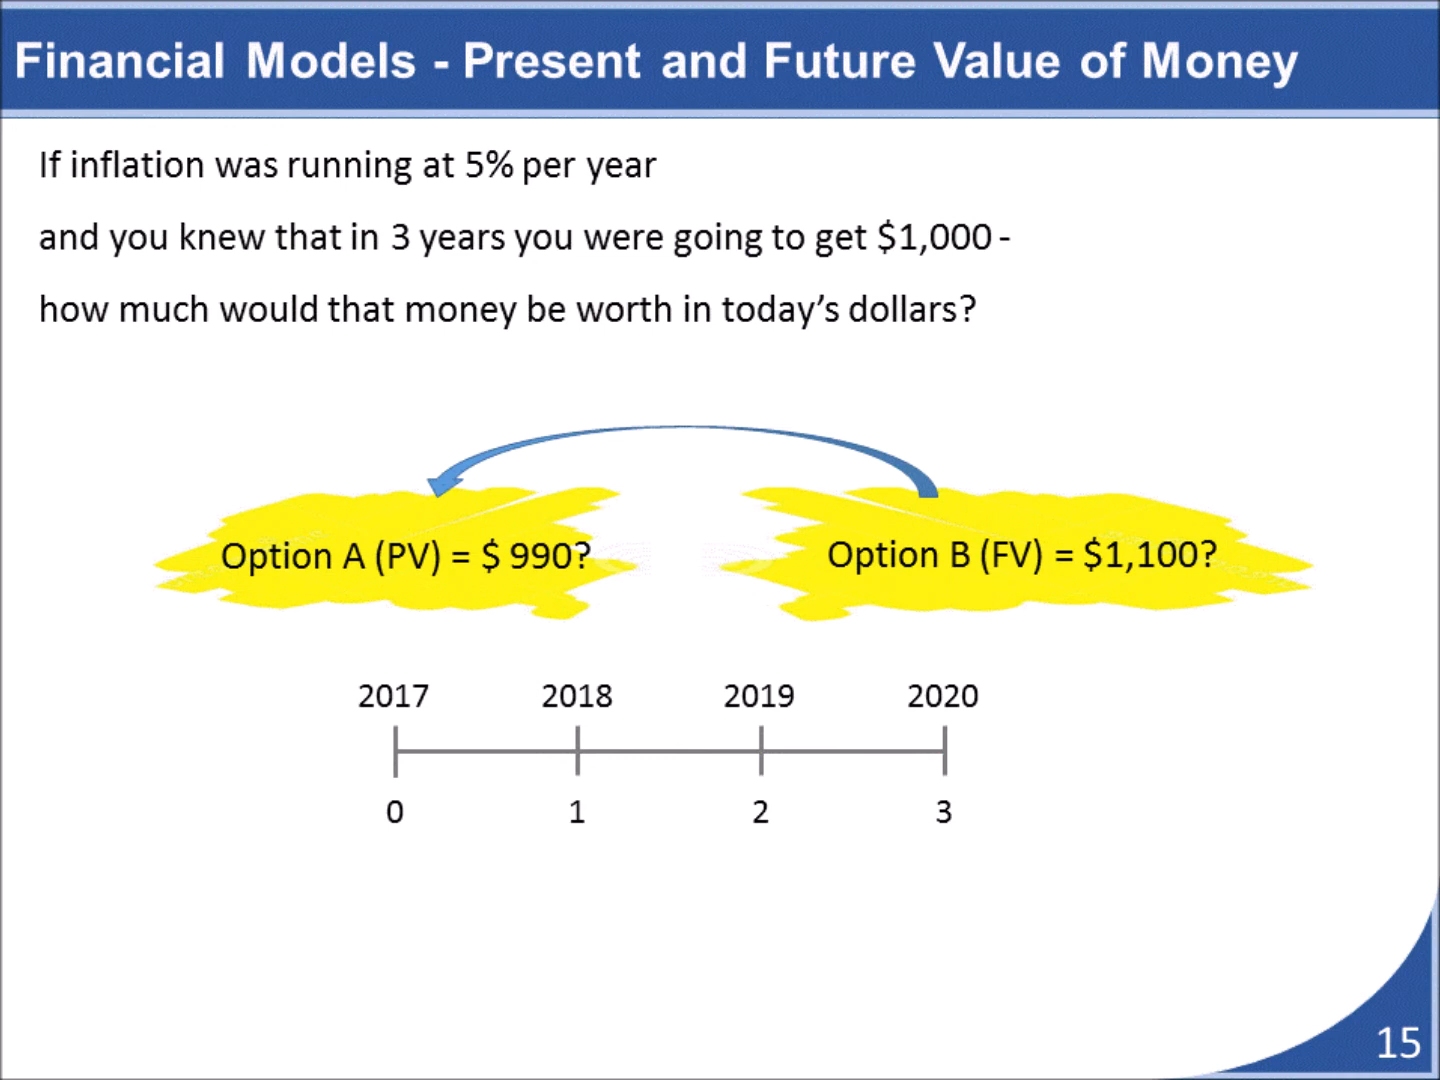 Financial Models - Present and Future Value of Money
If inflation was running at 5% per year
and you knew that in 3 years you were going to get $1,000 -
how much would that money be worth in today’s dollars?
Option A (PV) = $ 990?
Option B (FV) = $1,100?
2017 2018 2019 2020
0 1 2 3
15